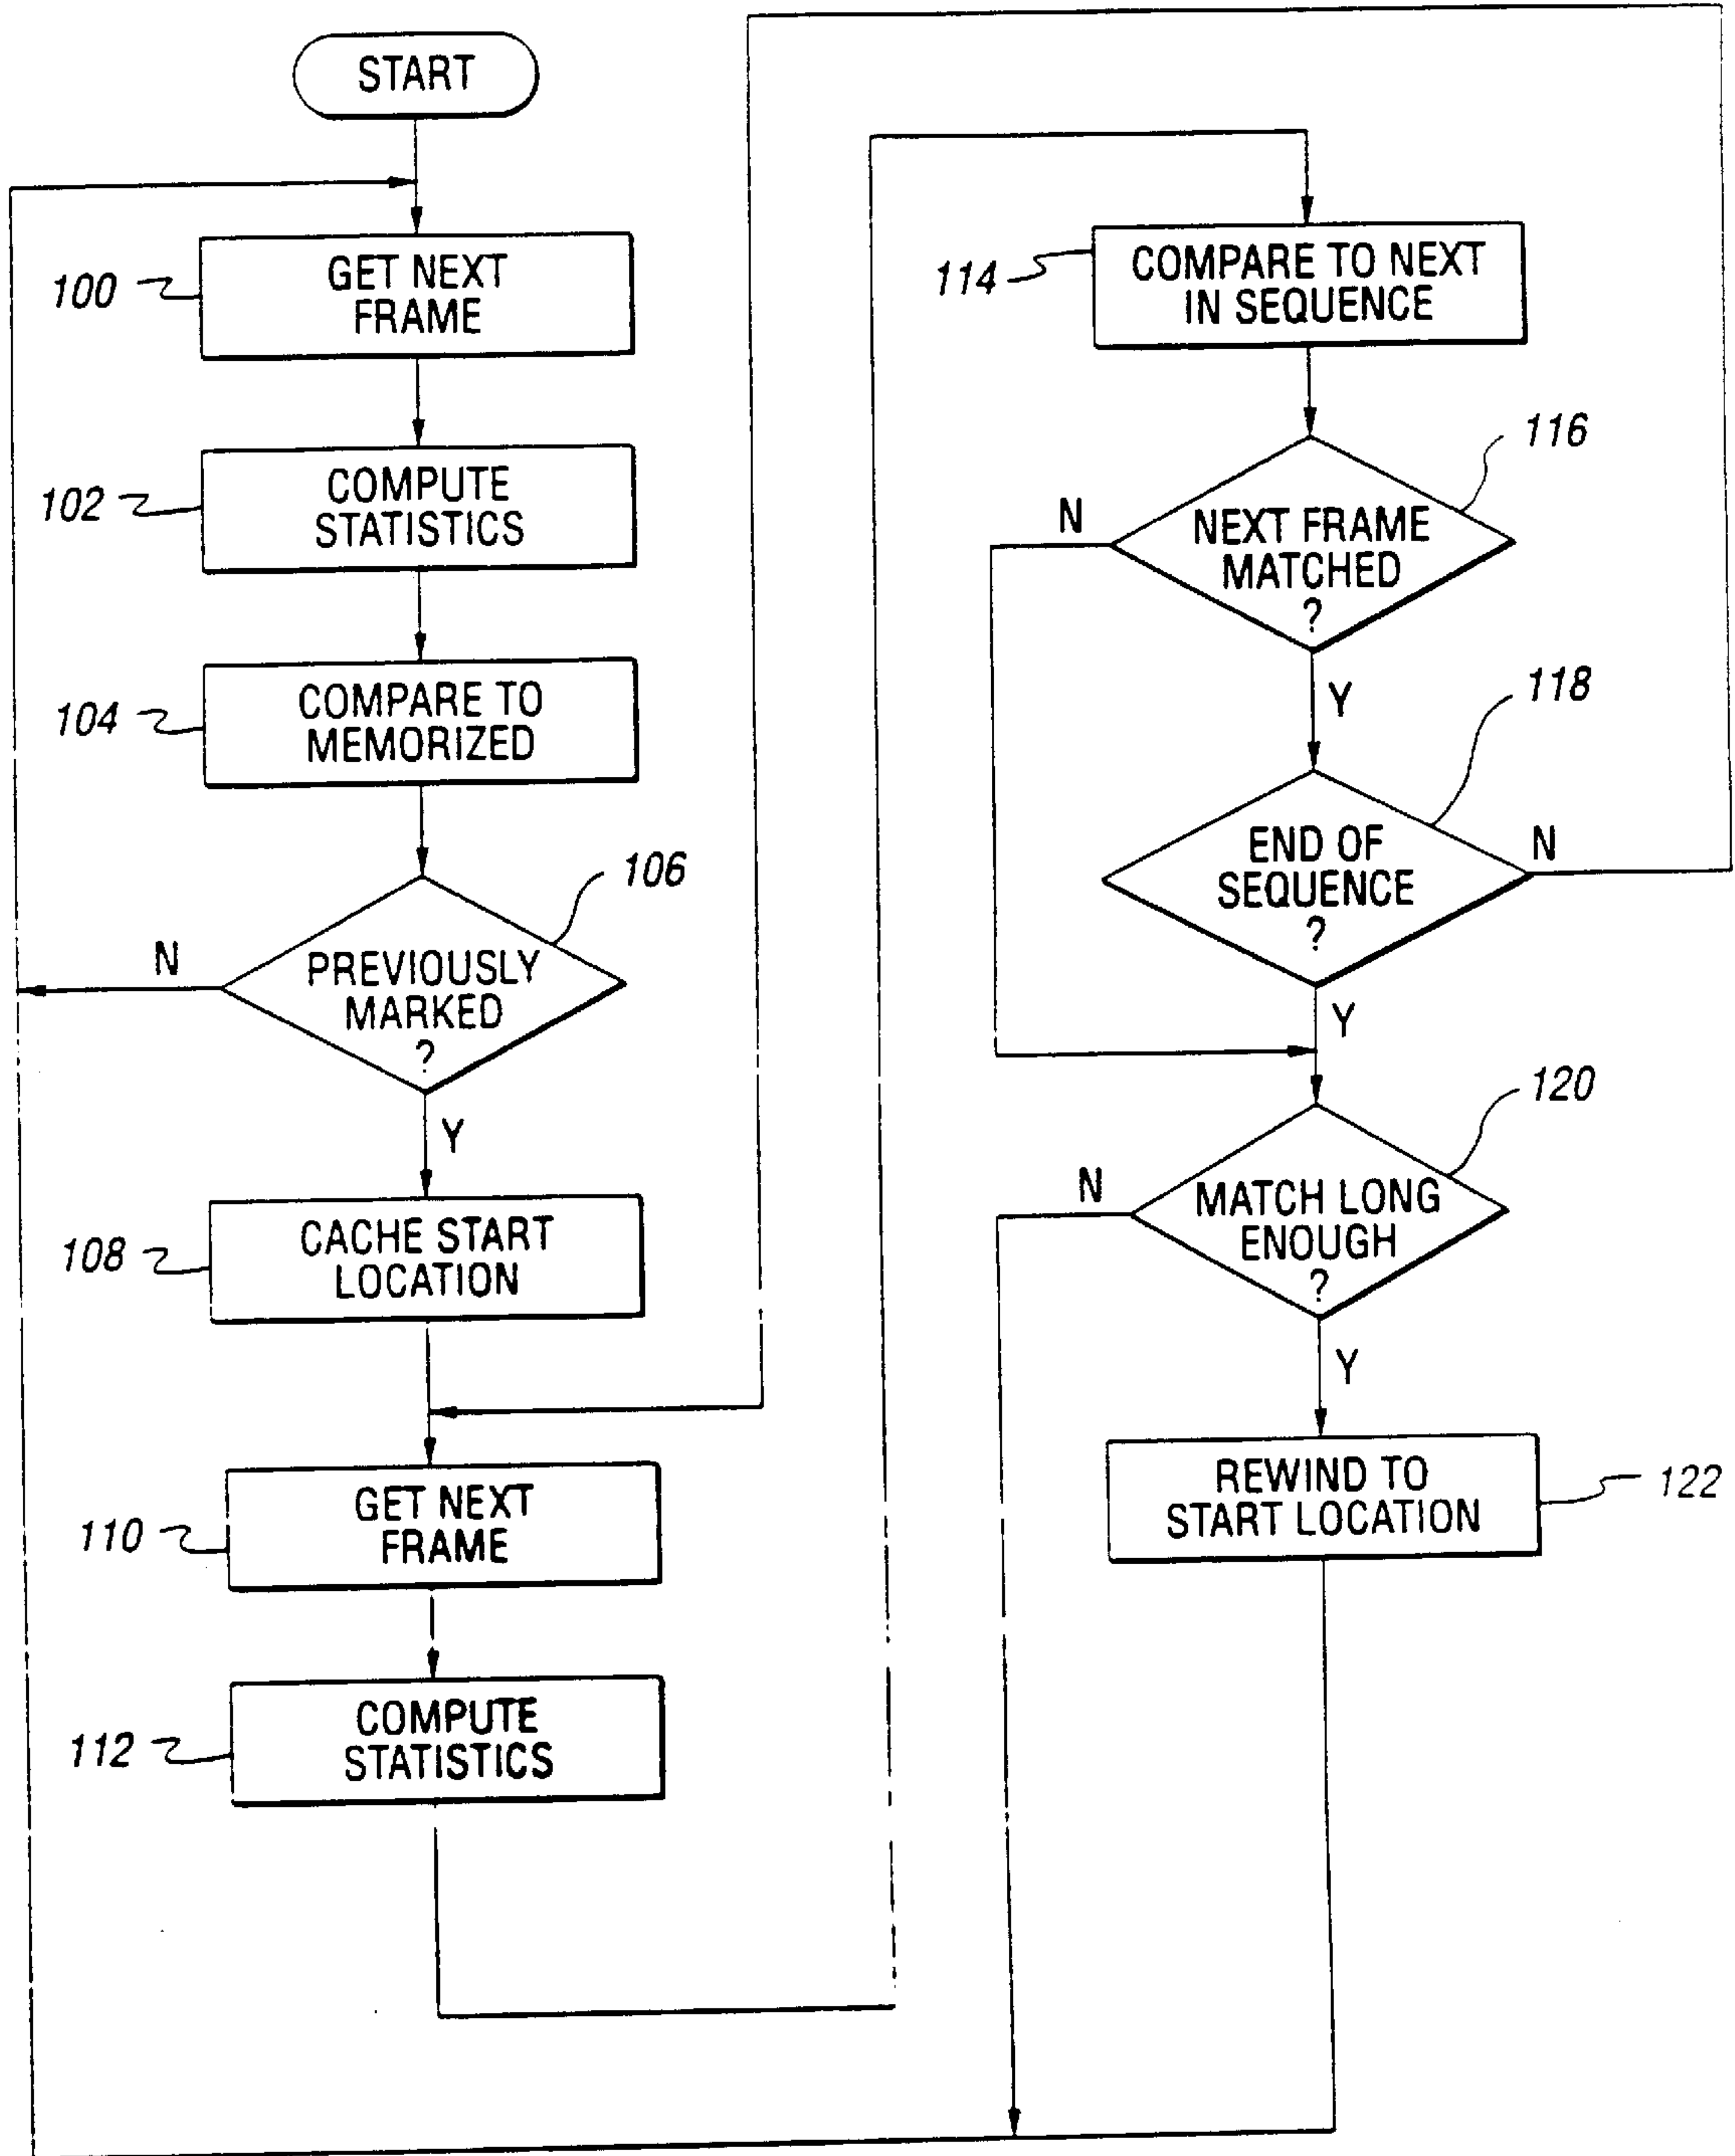 START
100
GET NEXT
FRAME
102
COMPUTE
STATISTICS
104
COMPARE TO
MEMORIZED
106
N
PREVIOUSLY
MARKED
?
Y
108
CACHE START
LOCATION
110
GET NEXT
FRAME
112
COMPUTE
STATISTICS
114
COMPARE TO NEXT
IN SEQUENCE
116
N
NEXT FRAME
MATCHED
?
Y
118
END OF
SEQUENCE
?
N
Y
120
N
MATCH LONG
ENOUGH
?
Y
REWIND TO
START LOCATION
122